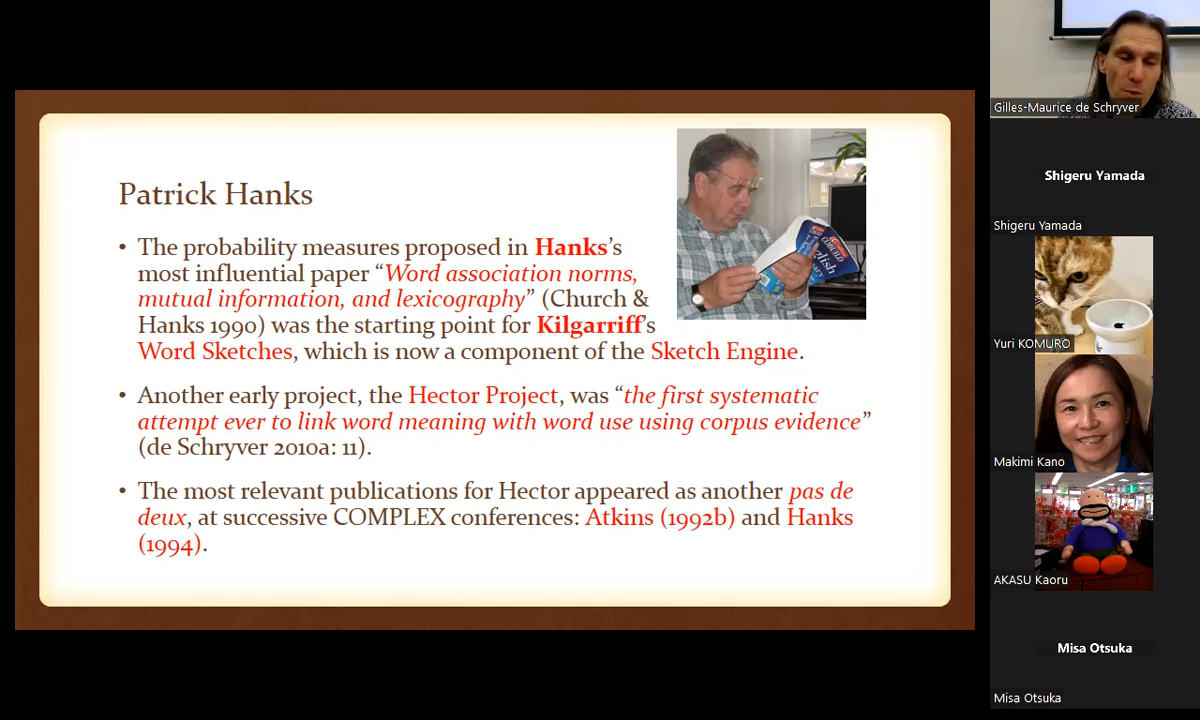 Patrick Hanks
• The probability measures proposed in Hanks's
most influential paper “Word association norms,
mutual information, and lexicography” (Church &
Hanks 1990) was the starting point for Kilgarriff's
Word Sketches, which is now a component of the Sketch Engine.
• Another early project, the Hector Project, was “the first systematic
attempt ever to link word meaning with word use using corpus evidence”
(de Schryver 2010a: 11).
• The most relevant publications for Hector appeared as another pas de
deux, at successive COMPLEX conferences: Atkins (1992b) and Hanks
(1994).
COBUILD
English
Gilles-Maurice de Schryver
Shigeru Yamada
Shigeru Yamada
Yuri KOMURO
Makimi Kano
AKASU Kaoru
Misa Otsuka
Misa Otsuka